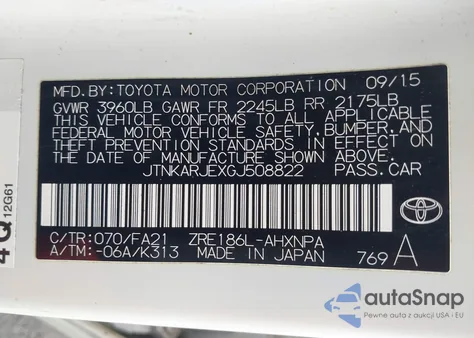 MFD.BY:TOYOTA MOTOR CORPORATION 09/15
GVWR 3960LB GAWR FR 2245LB RR 2175LB
THIS VEHICLE CONFORMS TO ALL APPLICABLE
FEDERAL MOTOR VEHICLE SAFETY, BUMPER, AND
THEFT PREVENTION STANDARDS IN EFFECT ON
THE DATE OF MANUFACTURE SHOWN ABOVE.
JTNKARJEXGJ508822 PASS.CAR
C/TR:070/FA21 ZRE186L-AHXNPA
A/TM:-06A/K313 MADE IN JAPAN 769 A
TOYOTA
4Q 12G61
autoSnap
Pewne auta z aukcji USA i EU